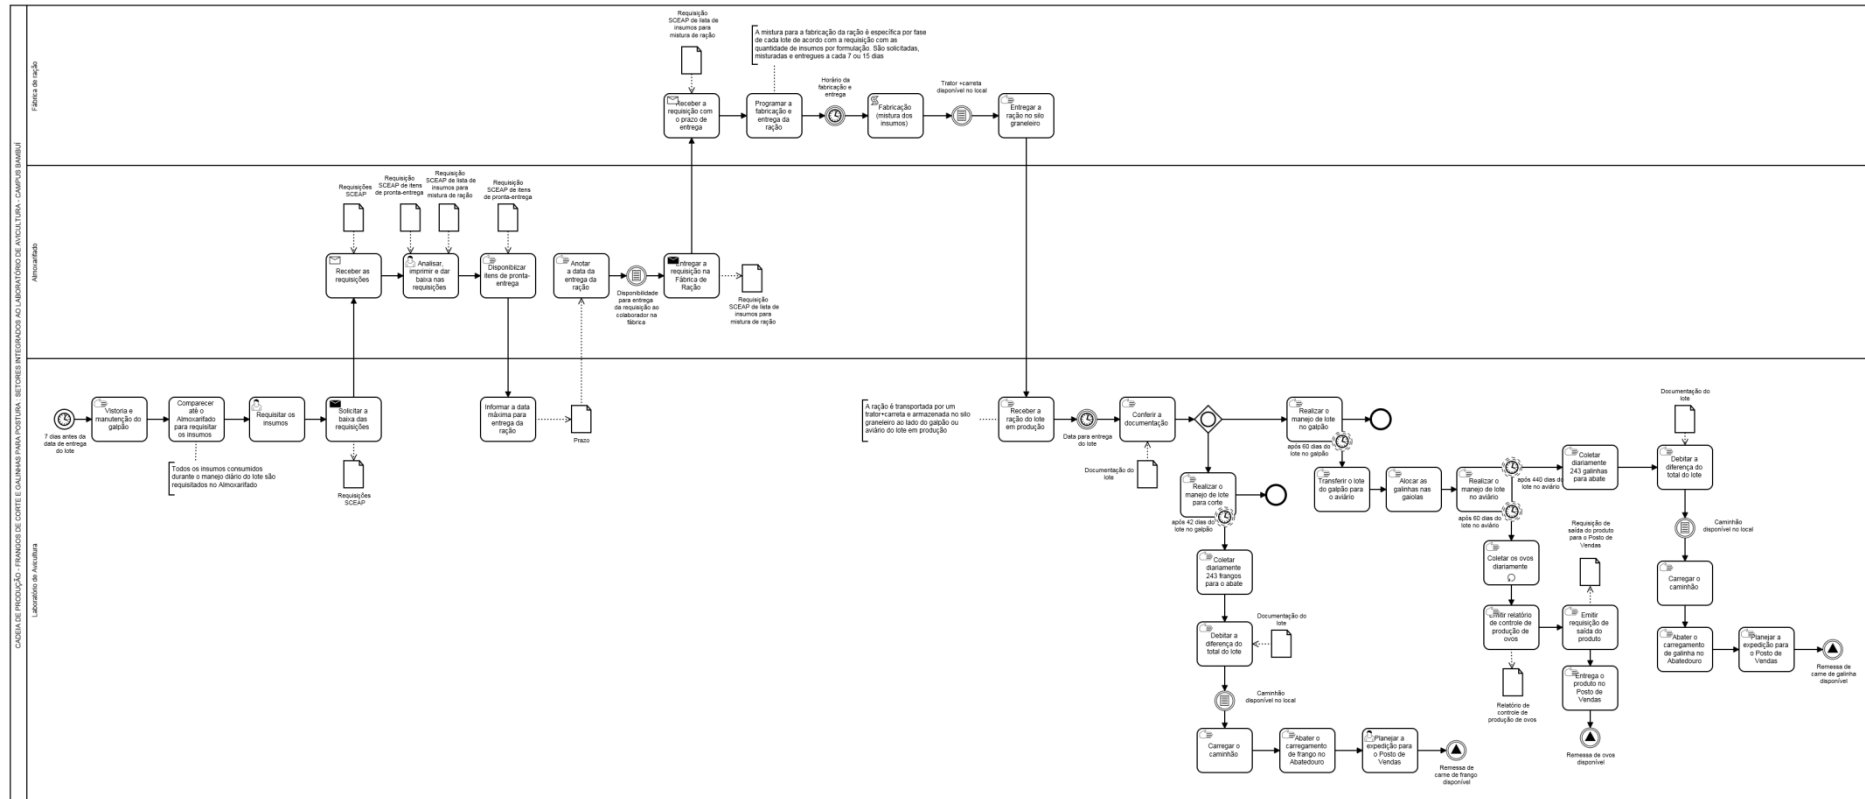 CADEIA DE PRODUÇÃO - FRANGOS DE CORTE E GALINHAS PARA POSTURA - SETORES INTEGRADOS AO LABORATÓRIO DE AVICULTURA - CAMPUS BAMBUÍ
Fábrica de ração
Requisição
SCEAP de lista de
insumos para
mistura de ração
A mistura para a fabricação da ração é específica por fase
de cada lote de acordo com a requisição com as
quantidade de insumos por formulação. São solicitadas,
misturadas e entregues a cada 7 ou 15 dias
Receber a
requisição com
o prazo de
entrega
Programar a
fabricação e
entrega da
ração
Horário da
fabricação e
entrega
Fabricação
(mistura dos
insumos)
Trator +carreta
disponível no local
Entregar a
ração no silo
graneleiro
Almoxarifado
Requisições
SCEAP
Requisição
SCEAP de itens
de pronta-entrega
Requisição
SCEAP de lista de
insumos para
mistura de ração
Requisição
SCEAP de itens
de pronta-entrega
Receber as
requisições
Analisar,
imprimir e dar
baixa nas
requisições
Disponibilizar
itens de pronta-
entrega
Anotar
a data da
entrega da
ração
Disponibilidade
para entrega
da requisição ao
colaborador na
fábrica
Entregar a
requisição na
Fábrica de
Ração
Requisição
SCEAP de lista de
insumos para
mistura de ração
Laboratório de Avicultura
7 dias antes da
data de entrega
do lote
Vistoria e
manutenção do
galpão
Comparecer
até o
Almoxarifado
para requisitar
os insumos
Requisitar os
insumos
Solicitar a
baixa das
requisições
Todos os insumos consumidos
durante o manejo diário do lote são
requisitados no Almoxarifado
Requisições
SCEAP
Informar a data
máxima para
entrega da
ração
Prazo
A ração é transportada por um
trator+carreta e armazenada no silo
graneleiro ao lado do galpão ou
aviário do lote em produção
Receber a
ração do lote
em produção
Data para entrega
do lote
Conferir a
documentação
Documentação do
lote
Realizar o
manejo de lote
no galpão
após 60 dias do
lote no galpão
Realizar o
manejo de lote
para corte
após 42 dias do
lote no galpão
Transferir o lote
do galpão para
o aviário
Alocar as
galinhas nas
gaiolas
Realizar o
manejo de lote
no aviário
após 440 dias do
lote no aviário
após 60 dias do
lote no aviário
Coletar
diariamente
243 galinhas
para abate
Documentação do
lote
Debitar a
diferença do
total do lote
Caminhão
disponível no local
Carregar o
caminhão
Abater o
carregamento
de galinha no
Abatedouro
Planejar a
expedição para
o Posto de
Vendas
Remessa de
carne de galinha
disponível
Coletar os ovos
diariamente
Requisição de
saída do produto
para o Posto de
Vendas
Emitir relatório
de controle de
produção de
ovos
Emitir
requisição de
saída do
produto
Relatório de
controle de
produção de ovos
Entrega o
produto no
Posto de
Vendas
Remessa de ovos
disponível
Coletar
diariamente
243 frangos
para o abate
Debitar a
diferença do
total do lote
Documentação do
lote
Caminhão
disponível no local
Carregar o
caminhão
Abater o
carregamento
de frango no
Abatedouro
Planejar a
expedição para
o Posto de
Vendas
Remessa de
carne de frango
disponível